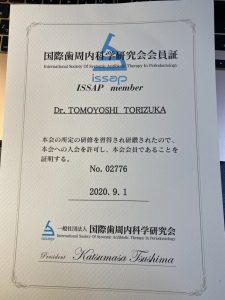 国際歯周内科学研究会会員証
International Society Of Systemic Antibiotic Therapy In Periodontology
issap
ISSAP member
Dr. TOMOYOSHI TORIZUKA
本会の所定の研修を習得され研鑽されたので、
本会への入会を許可し、本会会員であることを
証明する。
No. 02776
2020. 9. 1
一般社団法人 国際歯周内科学研究会
International Society Of Systemic Antibiotic Therapy In Periodontology
President Katsumasa Tsushima